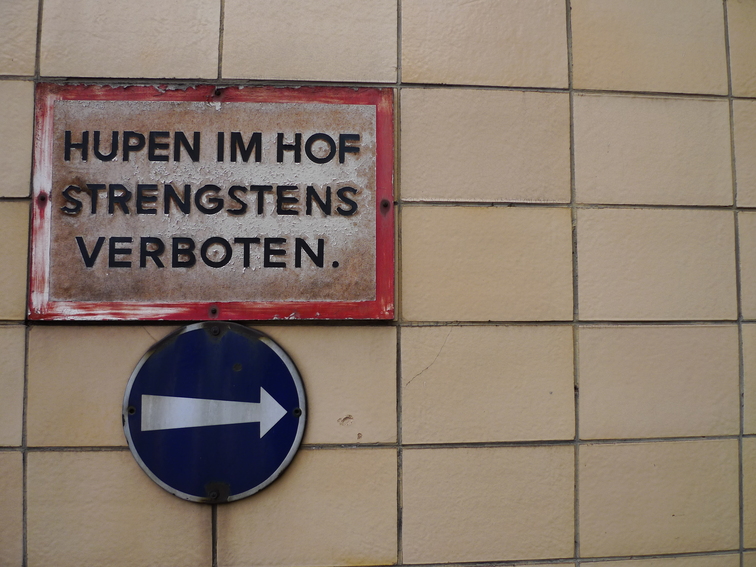 HUPEN IM HOF
STRENGSTENS
VERBOTEN.